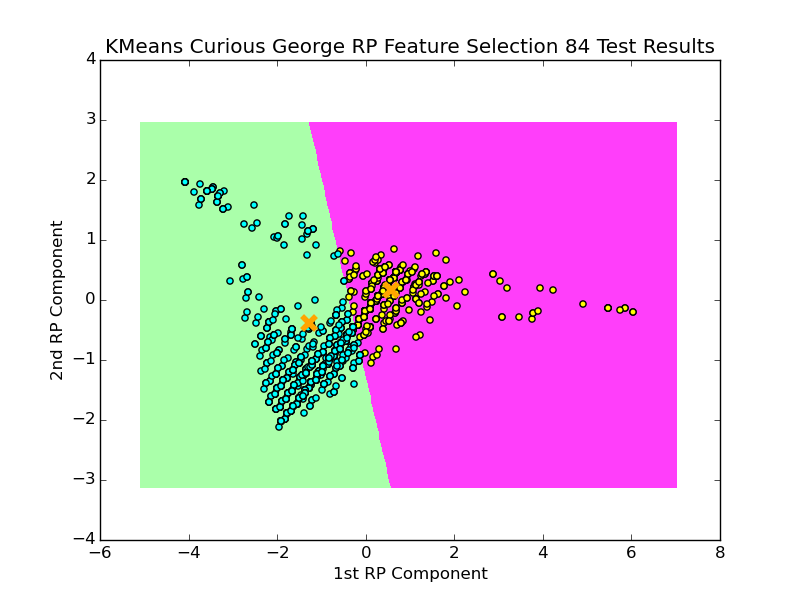 KMeans Curious George RP Feature Selection 84 Test Results
4
3
2
1
0
−1
−2
−3
−4
2nd RP Component
−6 −4 −2 0 2 4 6 8
1st RP Component